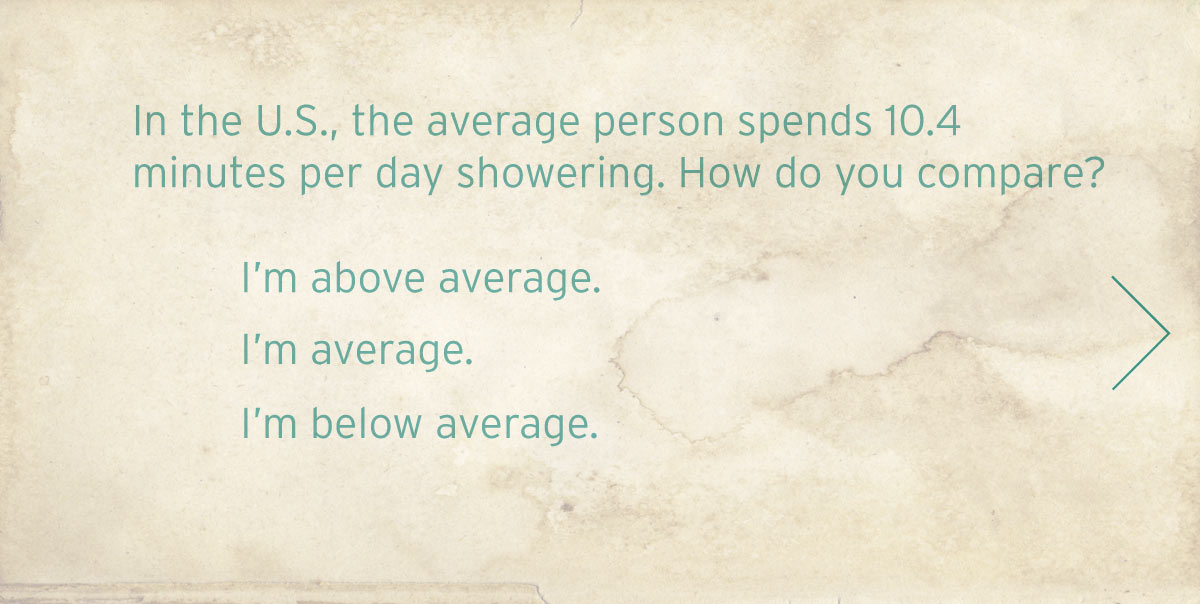 In the U.S., the average person spends 10.4
minutes per day showering. How do you compare?
I’m above average.
I’m average.
I’m below average.